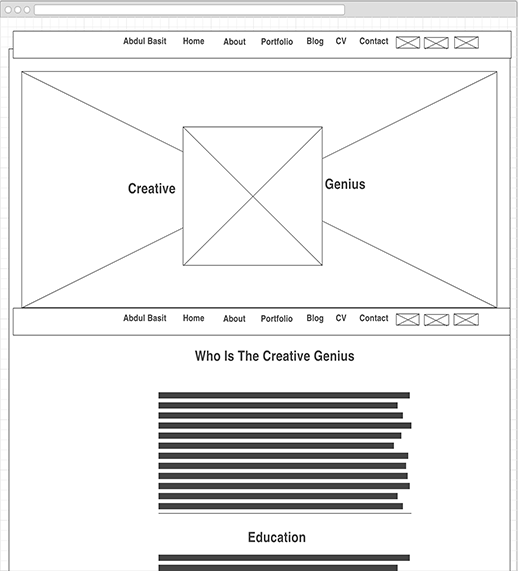 Abdul Basit Home About Portfolio Blog CV Contact
Creative Genius
Abdul Basit Home About Portfolio Blog CV Contact
Who Is The Creative Genius
Education